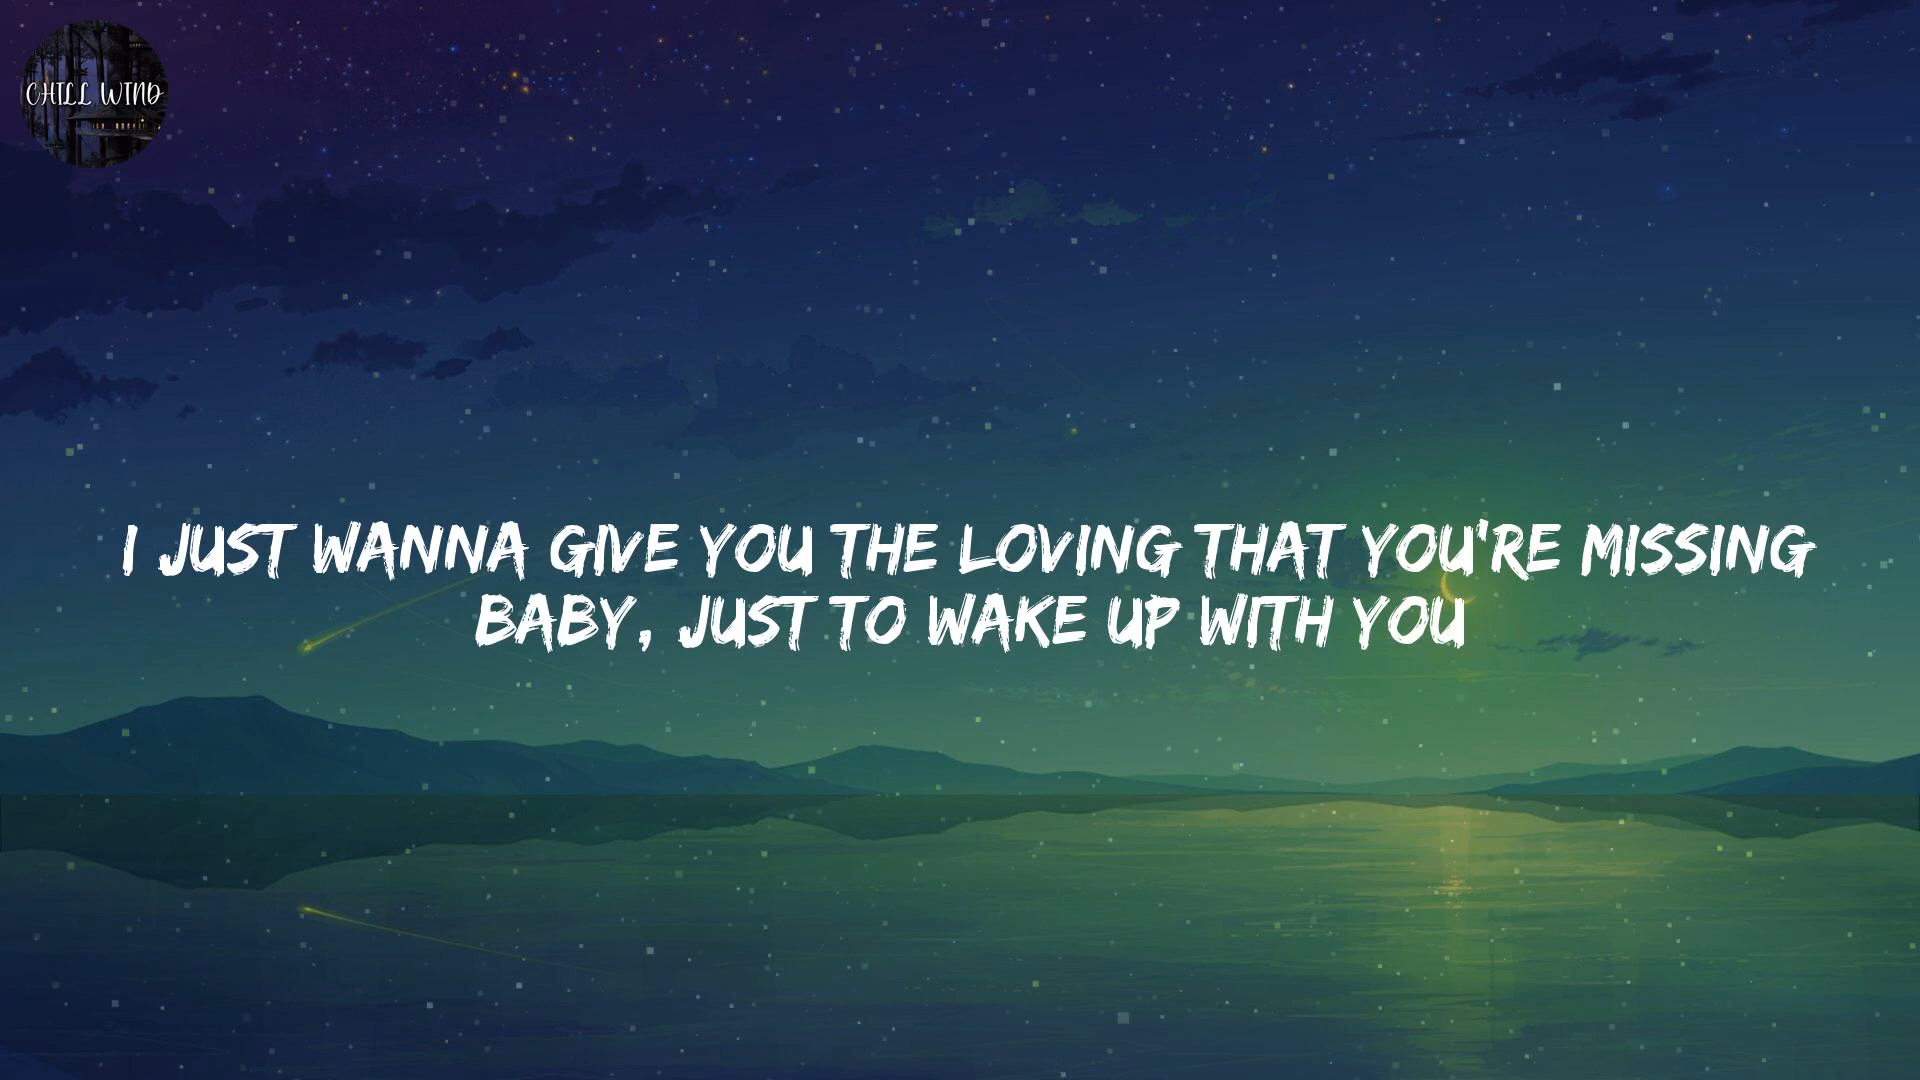 CHILL WIND
I JUST WANNA GIVE YOU THE LOVING THAT YOU'RE MISSING
BABY, JUST TO WAKE UP WITH YOU